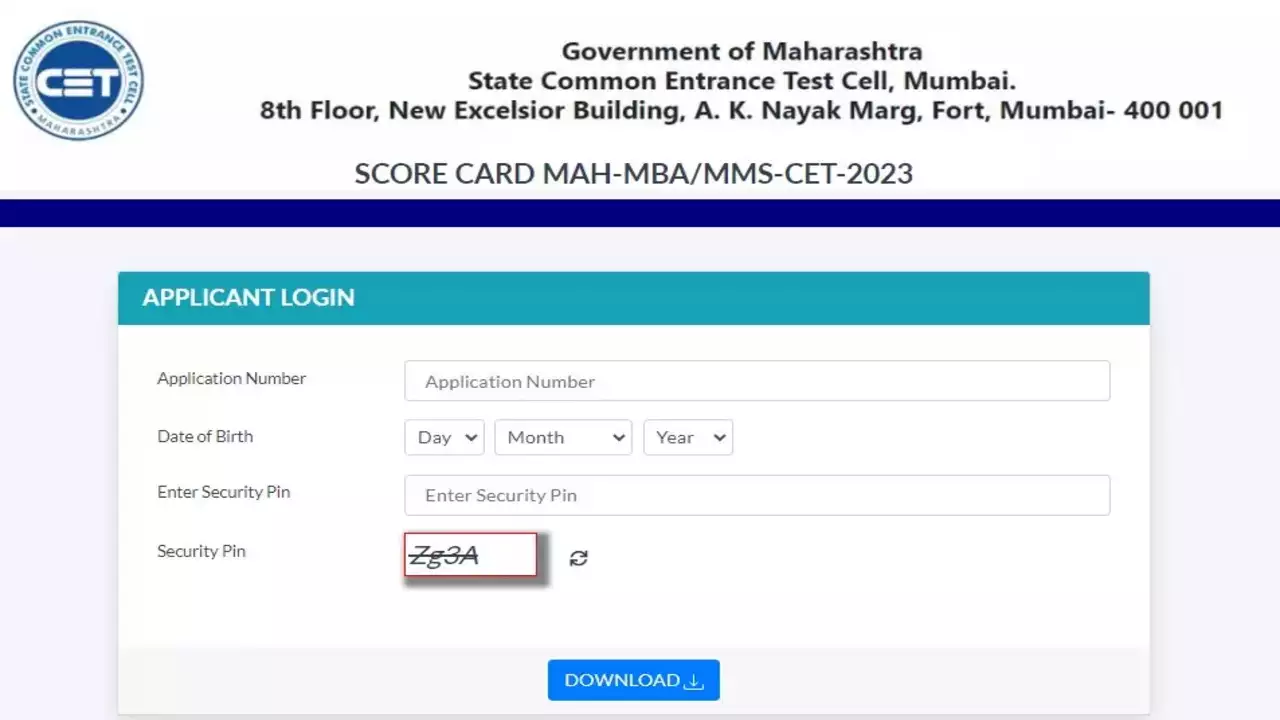 STATE COMMON ENTRANCE TEST CELL
CET
MAHARASHTRA
Government of Maharashtra
State Common Entrance Test Cell, Mumbai.
8th Floor, New Excelsior Building, A. K. Nayak Marg, Fort, Mumbai- 400 001
SCORE CARD MAH-MBA/MMS-CET-2023
APPLICANT LOGIN
Application Number Application Number
Date of Birth Day Month Year
Enter Security Pin Enter Security Pin
Security Pin Zg3A
DOWNLOAD